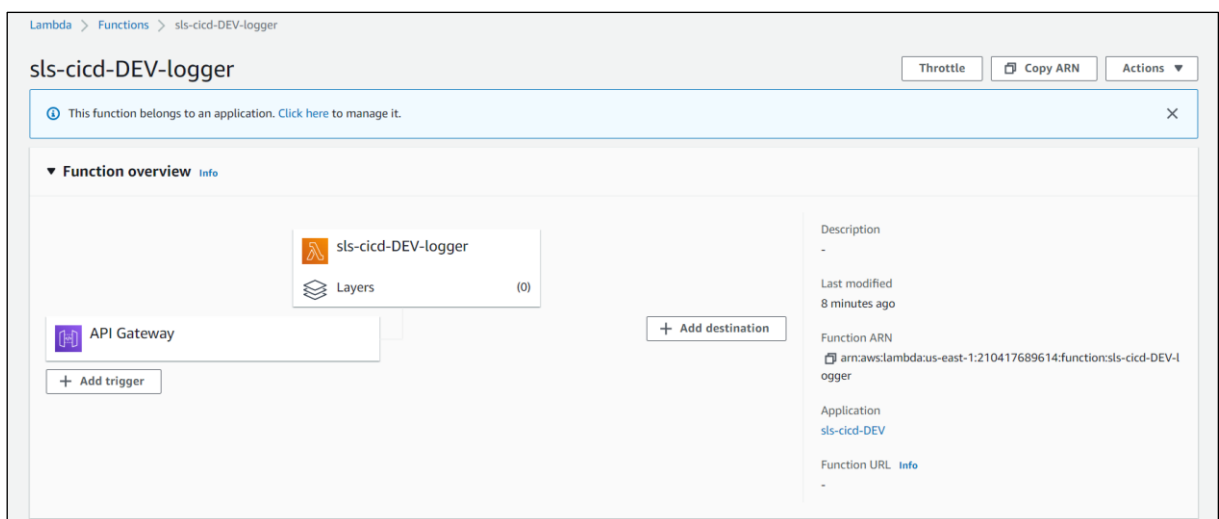 Lambda > Functions > sls-cicd-DEV-logger
sls-cicd-DEV-logger
Throttle
Copy ARN
Actions
This function belongs to an application. Click here to manage it.
Function overview Info
sls-cicd-DEV-logger
Layers (0)
API Gateway
+ Add trigger
+ Add destination
Description
-
Last modified
8 minutes ago
Function ARN
arn:aws:lambda:us-east-1:210417689614:function:sls-cicd-DEV-l
ogger
Application
sls-cicd-DEV
Function URL Info
-